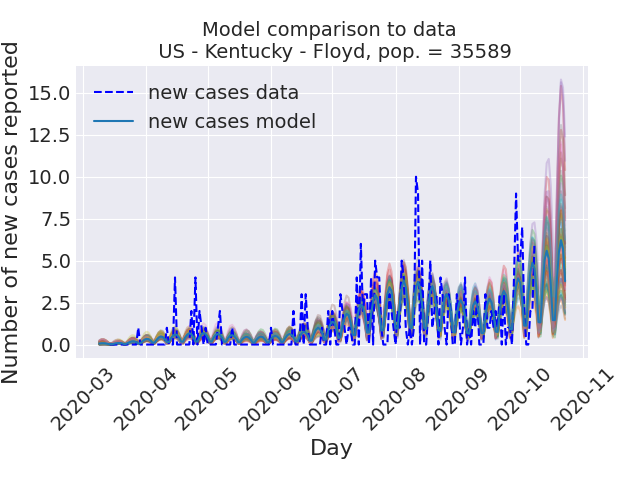 Model comparison to data
US - Kentucky - Floyd, pop. = 35589
Number of new cases reported
15.0
12.5
10.0
7.5
5.0
2.5
0.0
new cases data
new cases model
2020-03
2020-04
2020-05
2020-06
2020-07
2020-08
2020-09
2020-10
2020-11
Day